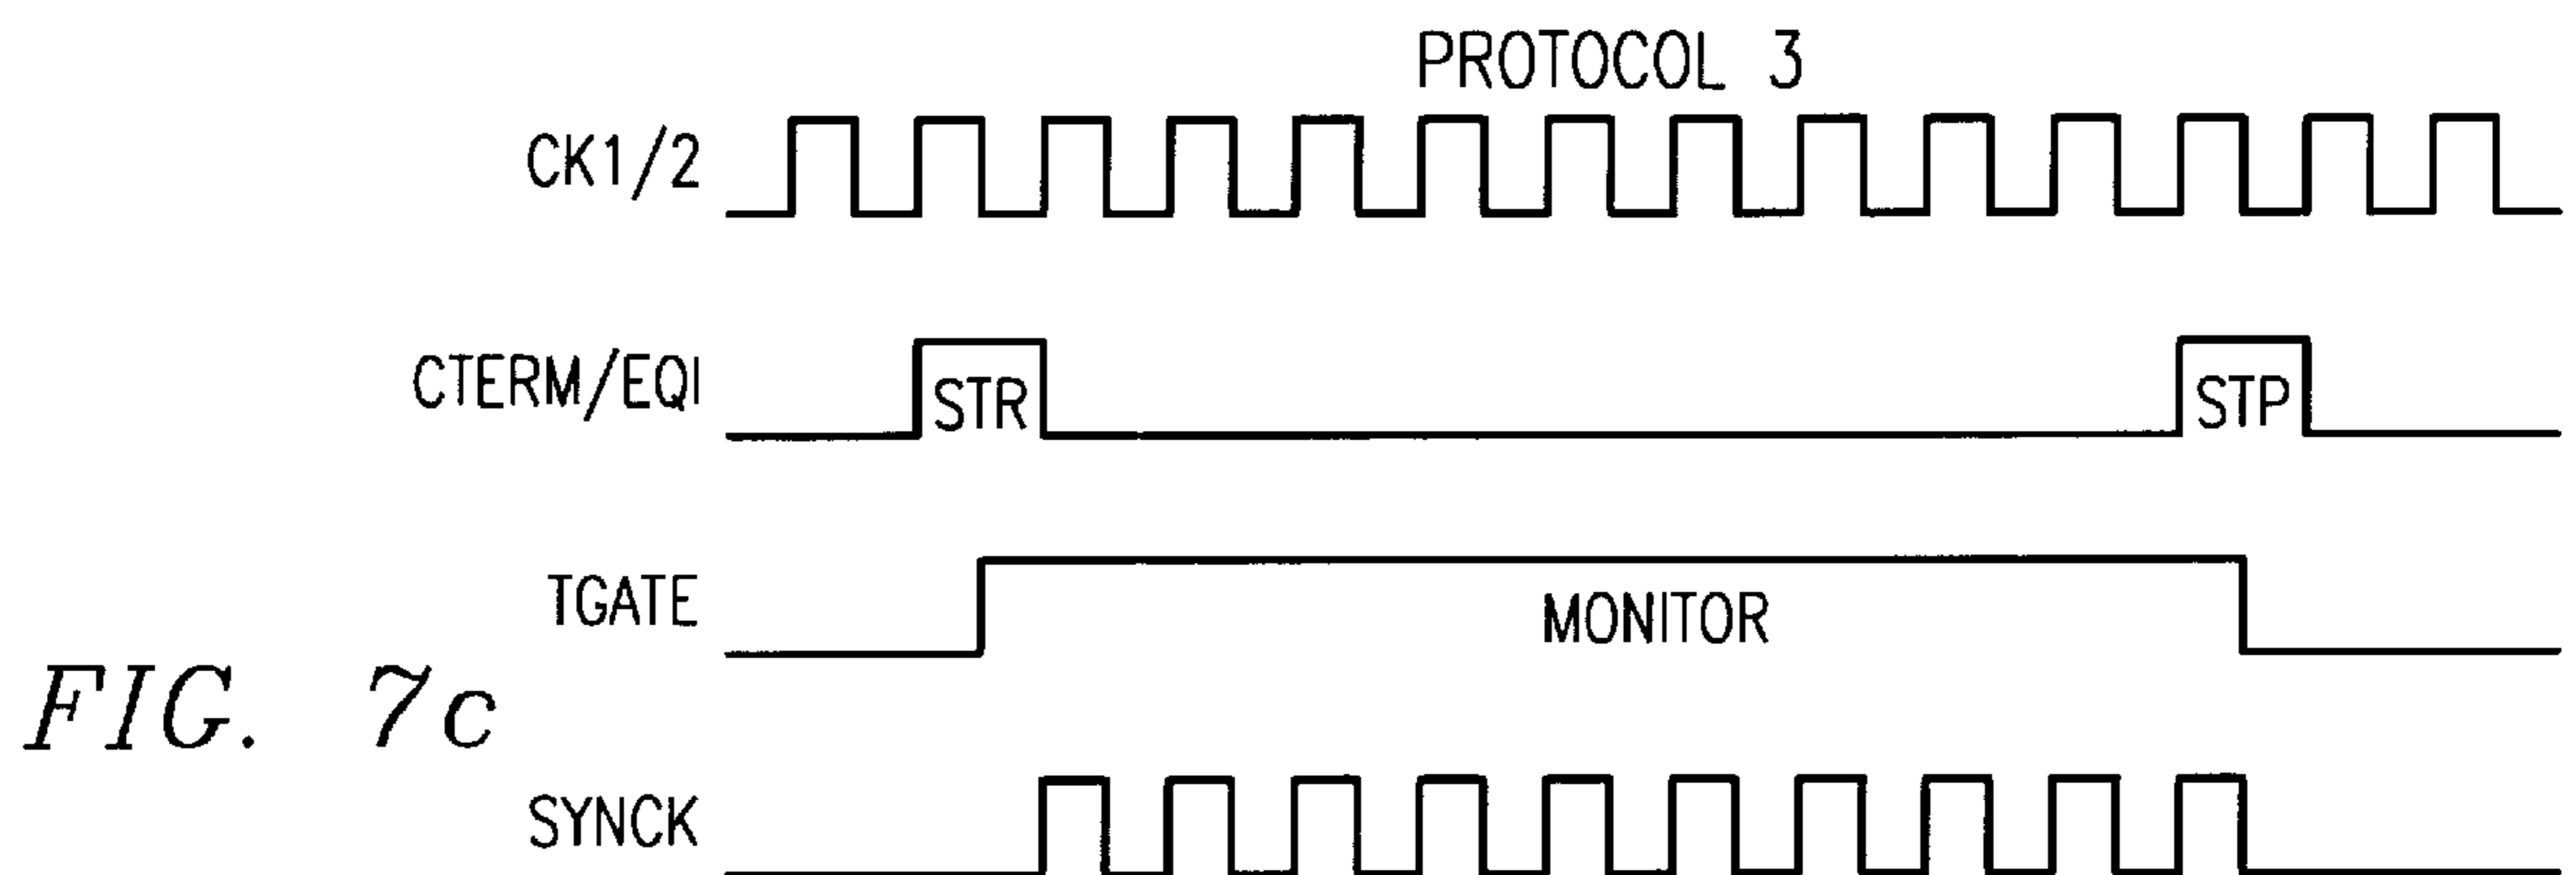 PROTOCOL 3
CK1/2
CTERM/EQI
STR
STP
TGATE
MONITOR
FIG. 7c
SYNCK